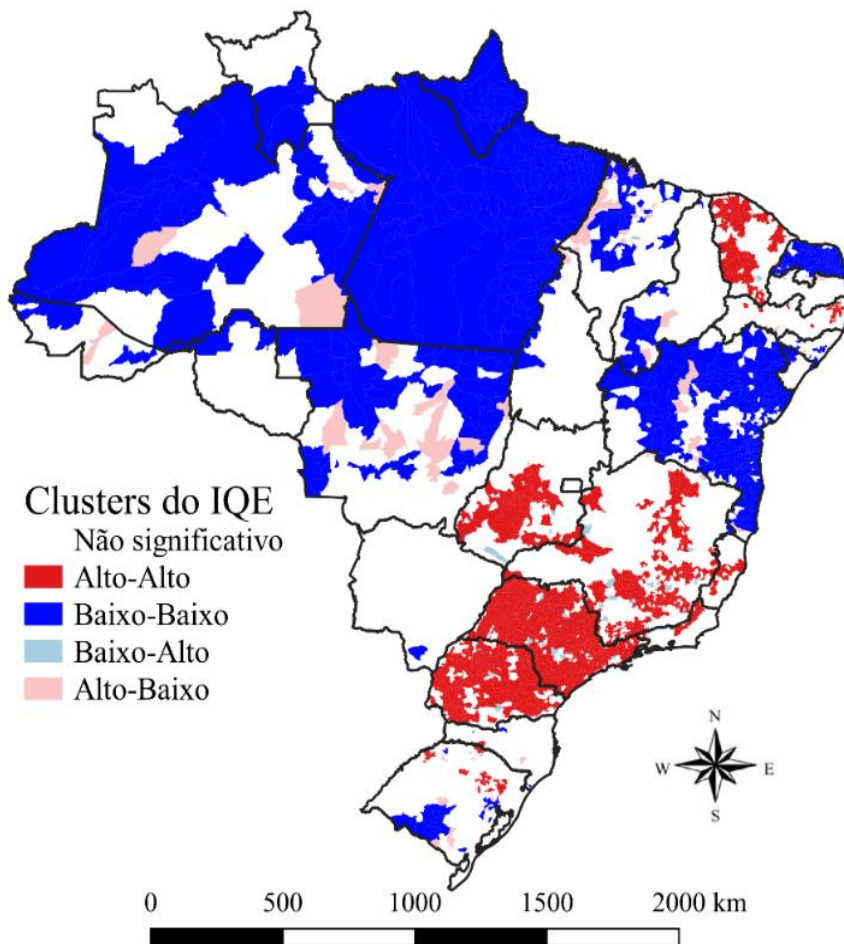 Clusters do IQE
Não significativo
Alto-Alto
Baixo-Baixo
Baixo-Alto
Alto-Baixo
N
W E
S
0 500 1000 1500 2000 km